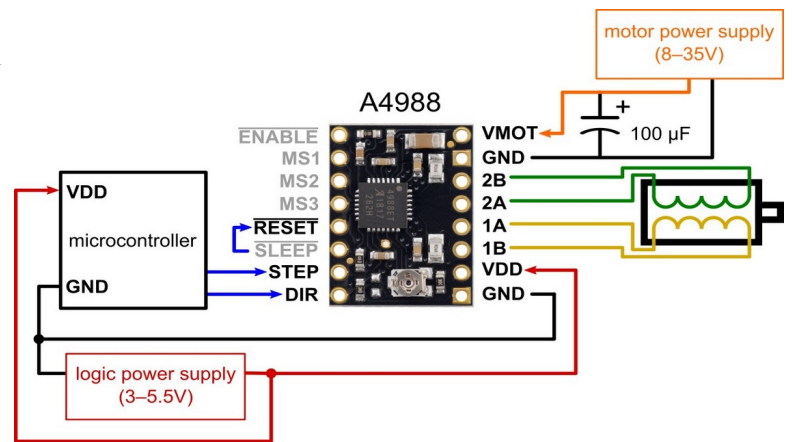 motor power supply
(8–35V)
A4988
+
100 µF
ENABLE
MS1
MS2
MS3
RESET
SLEEP
STEP
DIR
VMOT
GND
2B
2A
1A
1B
VDD
GND
VDD
microcontroller
GND
logic power supply
(3–5.5V)